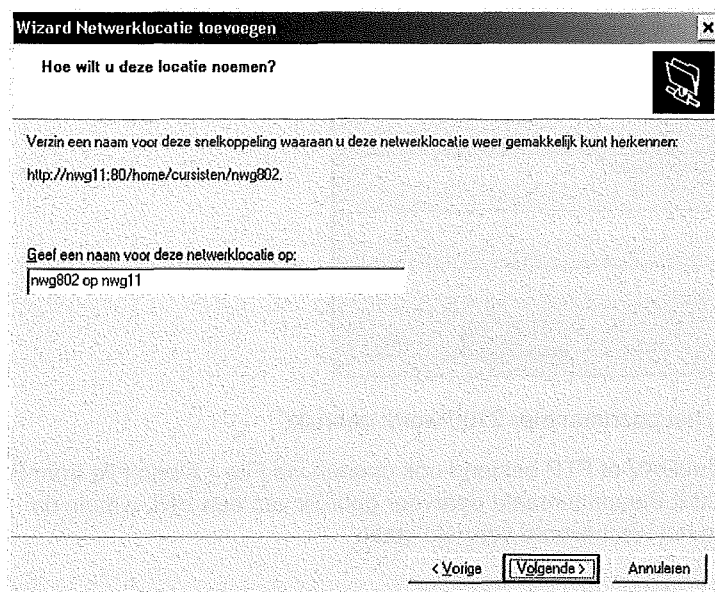 Wizard Netwerklocatie toevoegen
Hoe wilt u deze locatie noemen?
Verzin een naam voor deze snelkoppeling waaraan u deze netwerklocatie weer gemakkelijk kunt herkennen:
http://nwg11:80/home/cursisten/nwg802.
Geef een naam voor deze netwerklocatie op:
nwg802 op nwg11
< Vorige Volgende > Annuleren